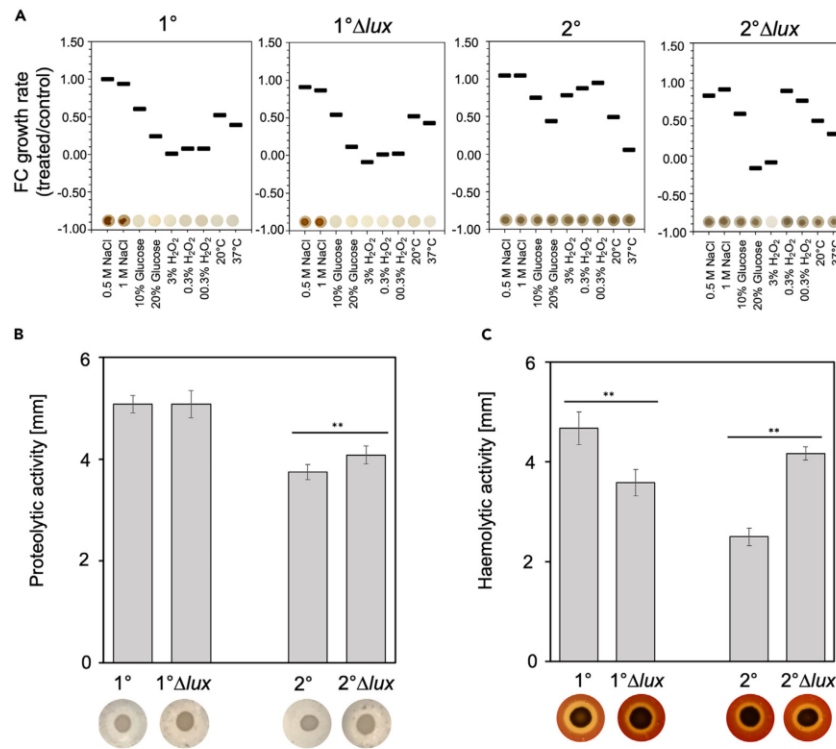 A
1° 1°Δlux 2° 2°Δlux
FC growth rate
(treated/control)
1.50 1.50 1.50 1.50
1.00 1.00 1.00 1.00
0.50 0.50 0.50 0.50
0.00 0.00 0.00 0.00
0.50 0.50 0.50 0.50
-1.00 -1.00 -1.00 -1.00
0.5 M NaCl
1 M NaCl
10% Glucose
20% Glucose
3% H₂O₂
0.3% H₂O₂
00.3% H₂O₂
20°C
37°C
0.5 M NaCl
1 M NaCl
10% Glucose
20% Glucose
3% H₂O₂
0.3% H₂O₂
00.3% H₂O₂
20°C
37°C
0.5 M NaCl
1 M NaCl
10% Glucose
20% Glucose
3% H₂O₂
0.3% H₂O₂
00.3% H₂O₂
20°C
37°C
0.5 M NaCl
1 M NaCl
10% Glucose
20% Glucose
3% H₂O₂
0.3% H₂O₂
00.3% H₂O₂
20°C
37°C
B
Proteolytic activity [mm]
6
4
2
0
**
1° 1°Δlux 2° 2°Δlux
C
Haemolytic activity [mm]
6
4
2
0
** **
1° 1°Δlux 2° 2°Δlux